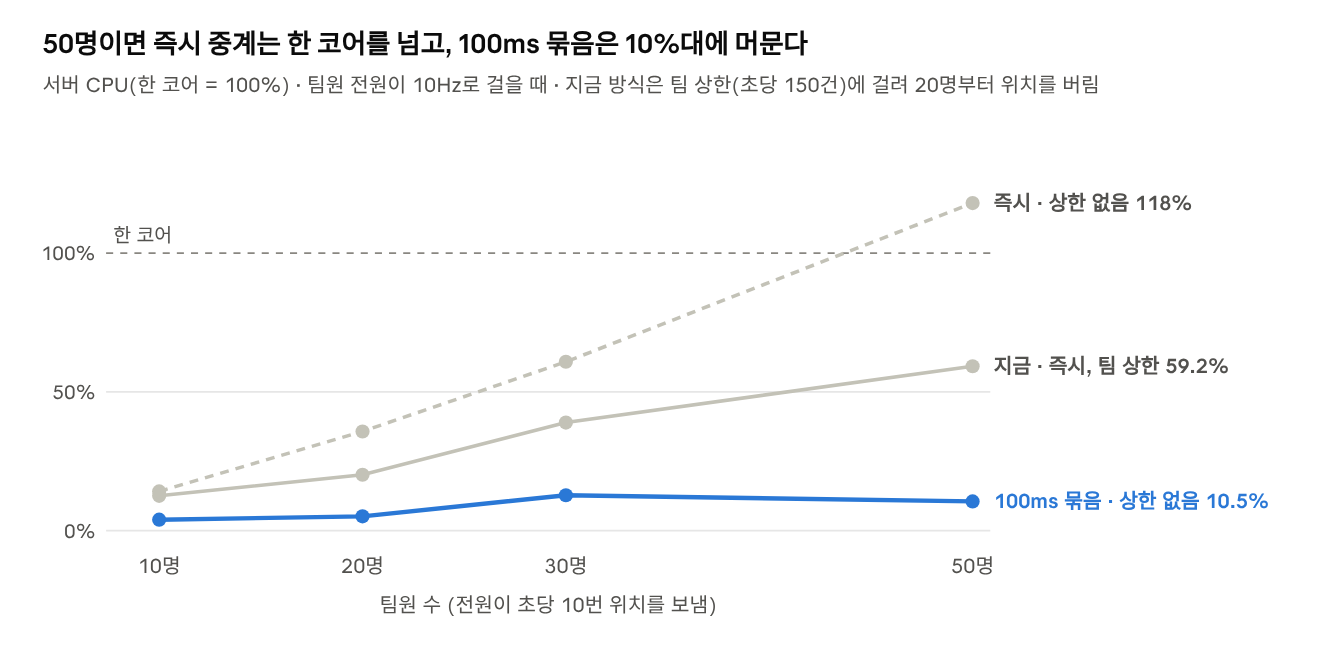 50명이면 즉시 중계는 한 코어를 넘고, 100ms 묶음은 10%대에 머문다
서버 CPU(한 코어 = 100%) · 팀원 전원이 10Hz로 걸을 때 · 지금 방식은 팀 상한(초당 150건)에 걸려 20명부터 위치를 버림
즉시 · 상한 없음 118%
한 코어
100%
지금 · 즉시, 팀 상한 59.2%
50%
100ms 묶음 · 상한 없음 10.5%
0%
10명 20명 30명 50명
팀원 수 (전원이 초당 10번 위치를 보냄)